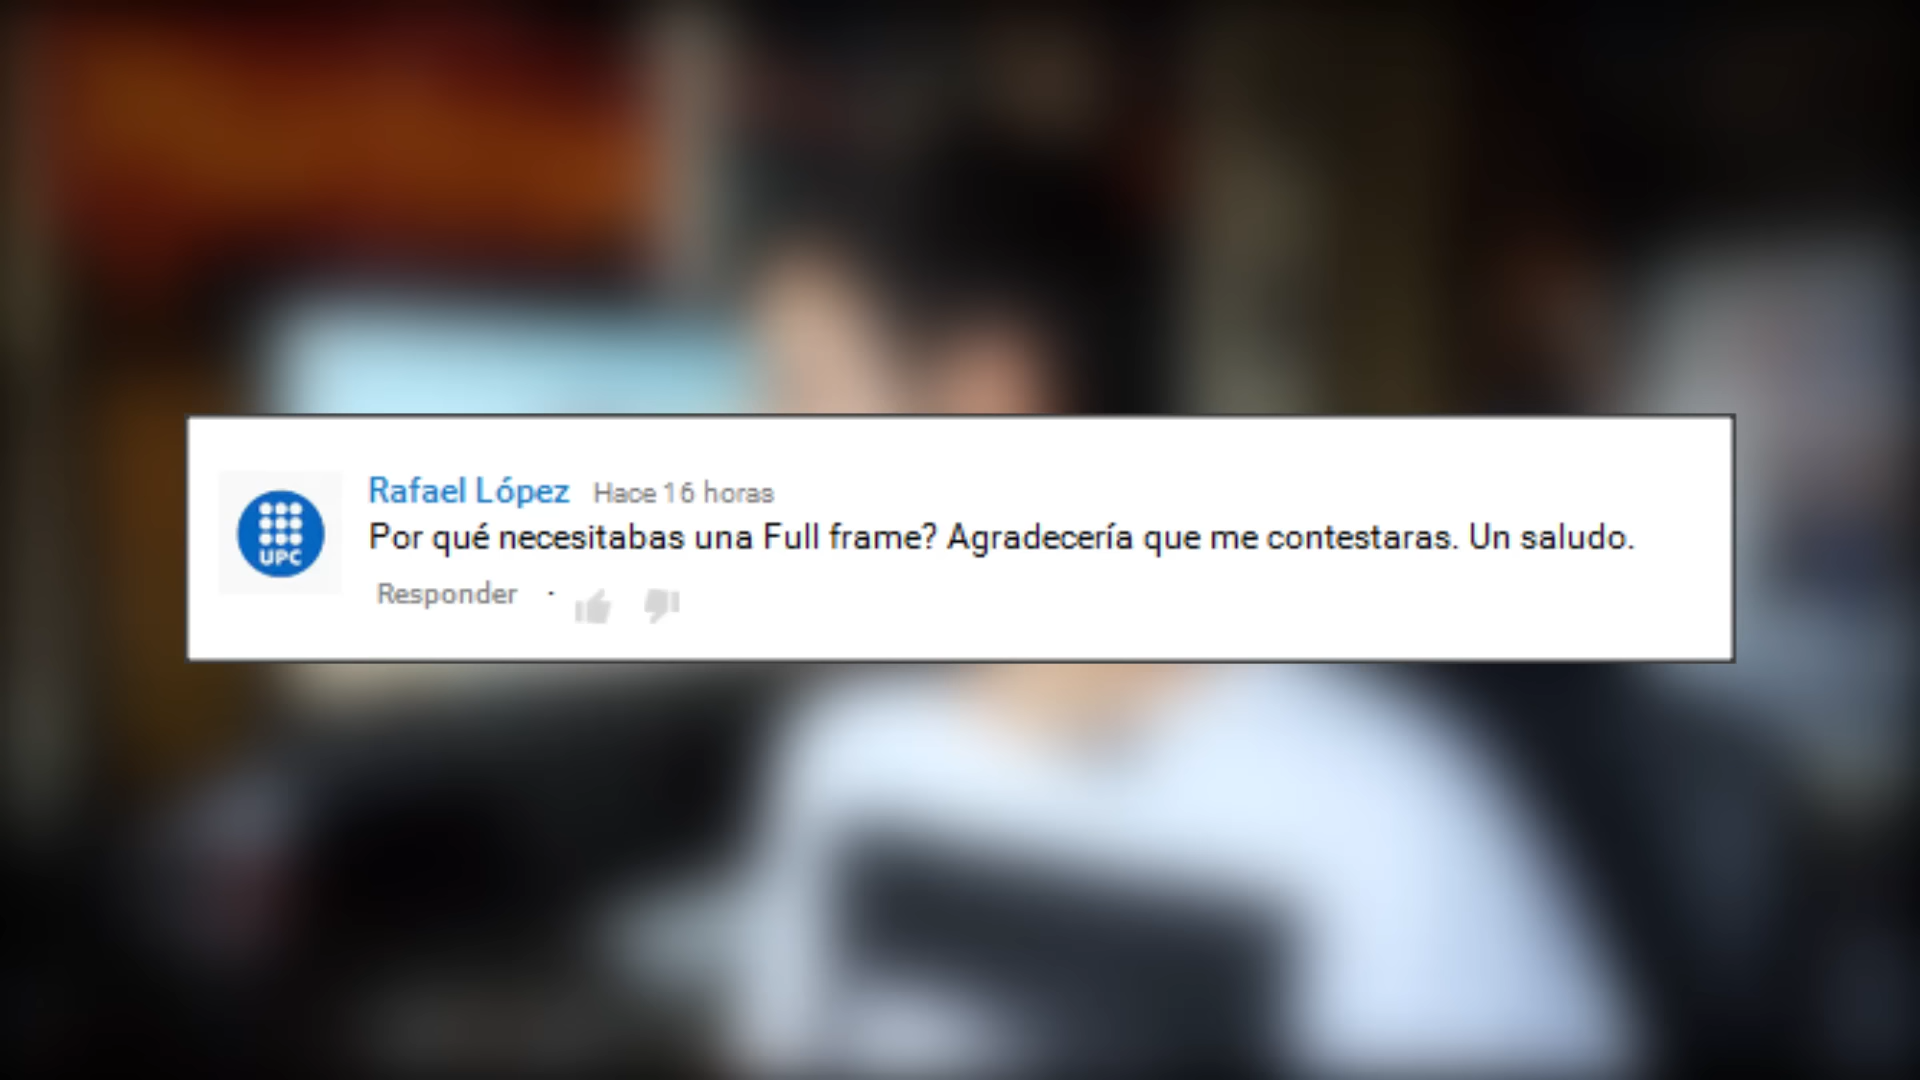 Rafael López Hace 16 horas
UPC
Por qué necesitabas una Full frame? Agradecería que me contestaras. Un saludo.
Responder ·